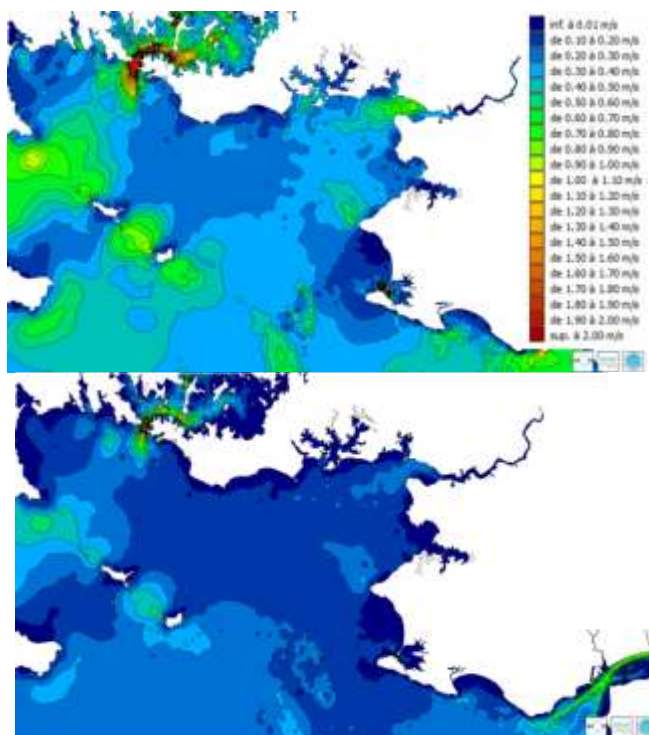 inf. à 0.01 m/s
de 0.10 à 0.20 m/s
de 0.20 à 0.30 m/s
de 0.30 à 0.40 m/s
de 0.40 à 0.50 m/s
de 0.50 à 0.60 m/s
de 0.60 à 0.70 m/s
de 0.70 à 0.80 m/s
de 0.80 à 0.90 m/s
de 0.90 à 1.00 m/s
de 1.00 à 1.10 m/s
de 1.10 à 1.20 m/s
de 1.20 à 1.30 m/s
de 1.30 à 1.40 m/s
de 1.40 à 1.50 m/s
de 1.50 à 1.60 m/s
de 1.60 à 1.70 m/s
de 1.70 à 1.80 m/s
de 1.80 à 1.90 m/s
de 1.90 à 2.00 m/s
sup. à 2.00 m/s